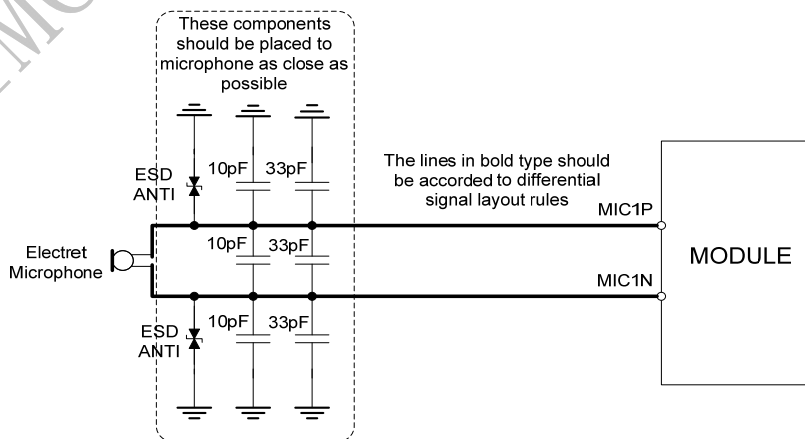 These components
should be placed to
microphone as close as
possible
10pF 33pF
ESD
ANTI
The lines in bold type should
be accorded to differential
signal layout rules
MIC1P
Electret
Microphone
10pF 33pF
MODULE
MIC1N
ESD
ANTI
10pF 33pF